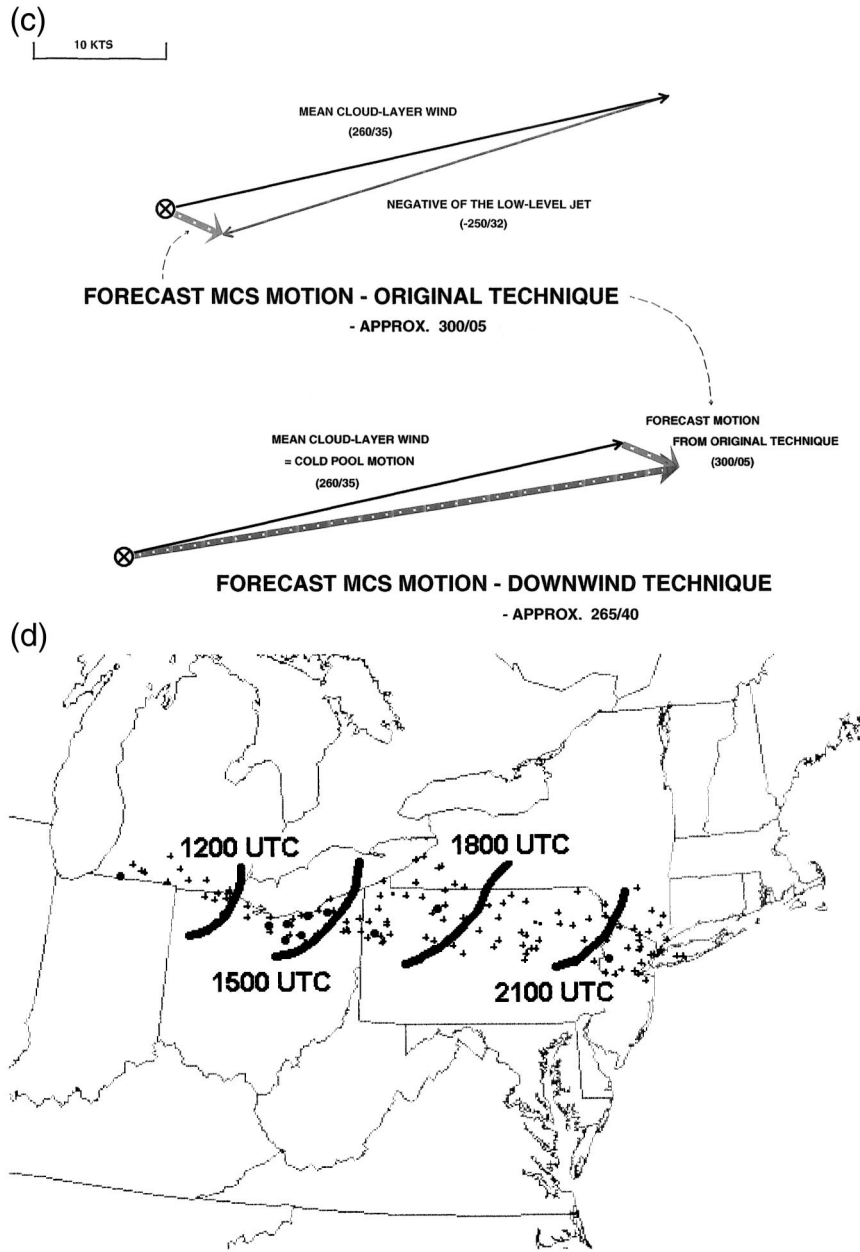 (c)
10 KTS
MEAN CLOUD-LAYER WIND
(260/35)
NEGATIVE OF THE LOW-LEVEL JET
(-250/32)
FORECAST MCS MOTION - ORIGINAL TECHNIQUE
- APPROX. 300/05
MEAN CLOUD-LAYER WIND
= COLD POOL MOTION
(260/35)
FORECAST MOTION
FROM ORIGINAL TECHNIQUE
(300/05)
FORECAST MCS MOTION - DOWNWIND TECHNIQUE
- APPROX. 265/40
(d)
1200 UTC
1800 UTC
1500 UTC
2100 UTC